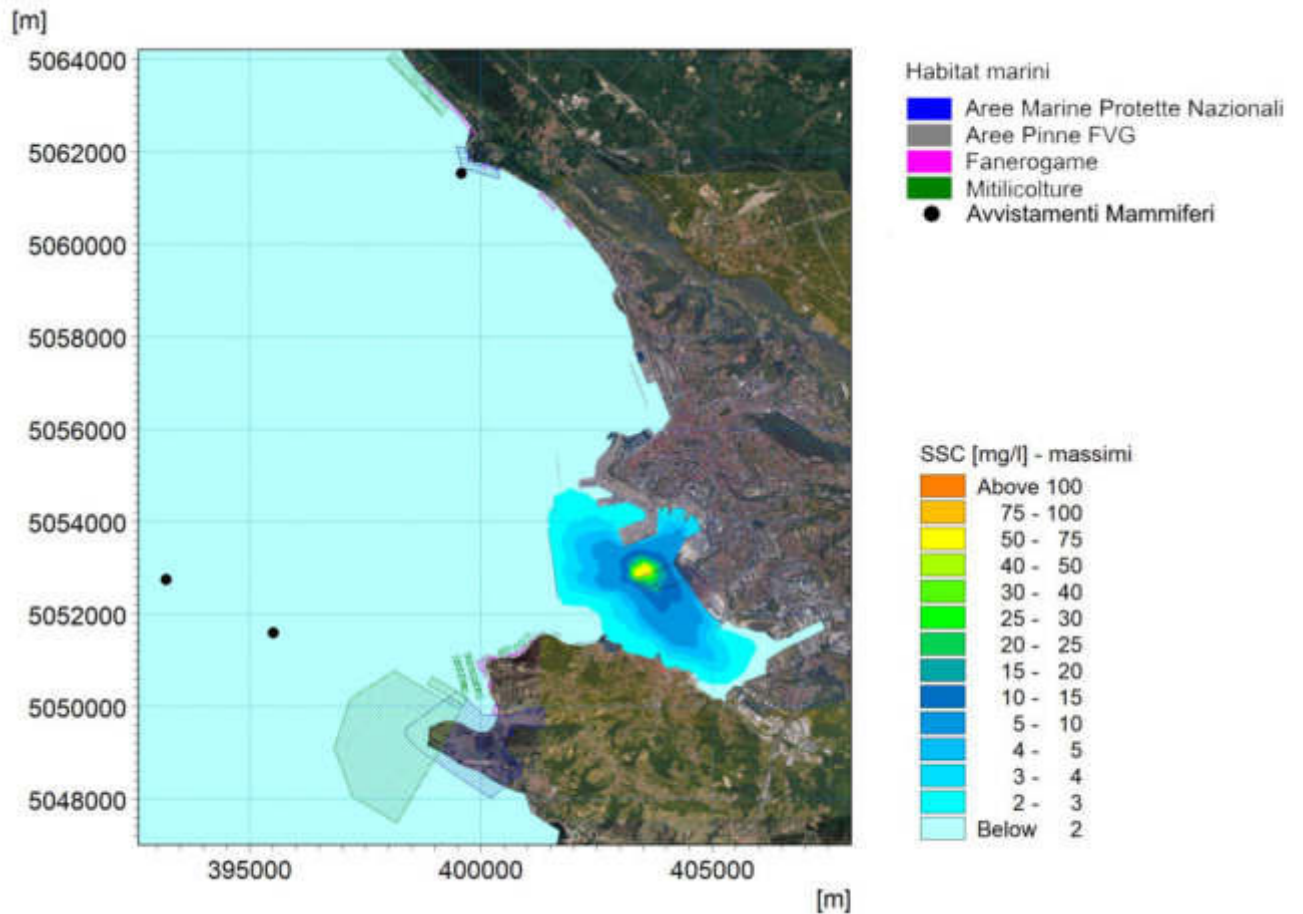 [m]
5064000
5062000
5060000
5058000
5056000
5054000
5052000
5050000
5048000
395000 400000 405000
[m]
Habitat marini
Aree Marine Protette Nazionali
Aree Pinne FVG
Fanerogame
Mitilicolture
Avvistamenti Mammiferi
SSC [mg/l] - massimi
Above 100
75 - 100
50 - 75
40 - 50
30 - 40
25 - 30
20 - 25
15 - 20
10 - 15
5 - 10
4 - 5
3 - 4
2 - 3
Below 2